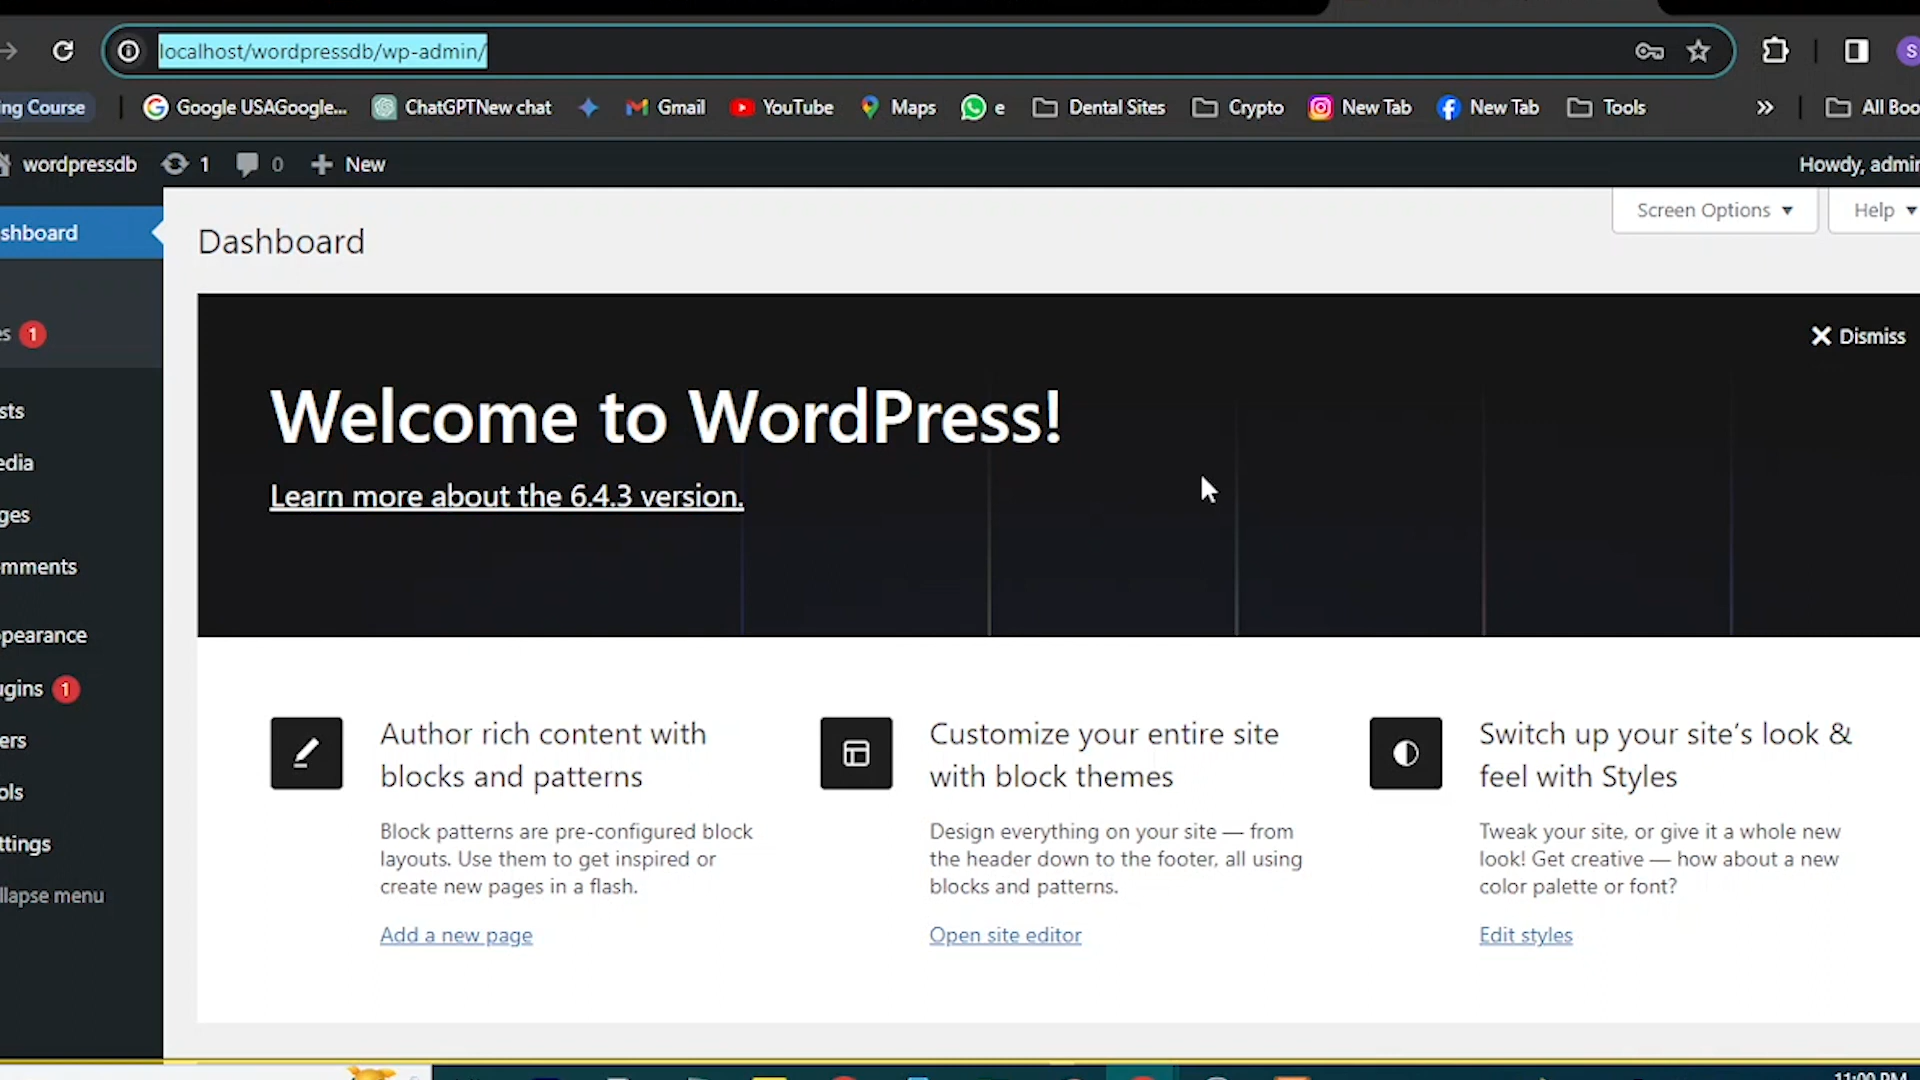 localhost/wordpressdb/wp-admin/
S
ing Course
Google USAGoogle...
ChatGPTNew chat
Gmail
YouTube
Maps
e
Dental Sites
Crypto
New Tab
New Tab
Tools
»
All Boo
wordpressdb
1
0
New
Howdy, admin
shboard
Dashboard
Screen Options
Help
es 1
Dismiss
sts
Welcome to WordPress!
edia
Learn more about the 6.4.3 version.
ges
mments
pearance
ugins 1
ers
ols
ttings
llapse menu
Author rich content with
blocks and patterns
Block patterns are pre-configured block
layouts. Use them to get inspired or
create new pages in a flash.
Add a new page
Customize your entire site
with block themes
Design everything on your site — from
the header down to the footer, all using
blocks and patterns.
Open site editor
Switch up your site's look &
feel with Styles
Tweak your site, or give it a whole new
look! Get creative — how about a new
color palette or font?
Edit styles
11:00 PM